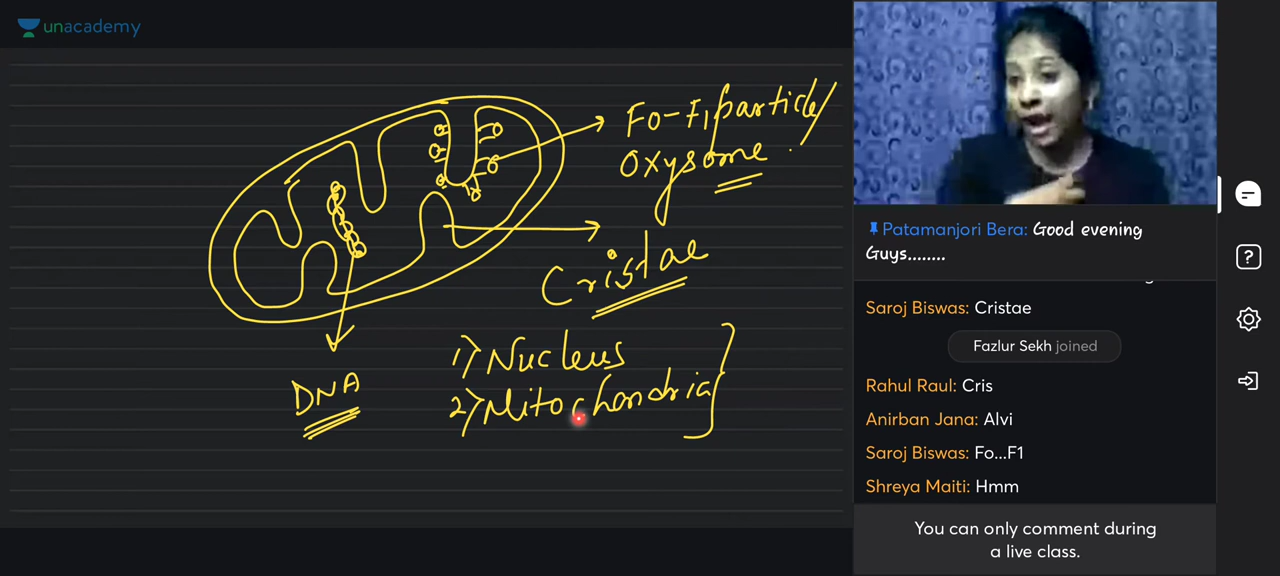 unacademy
Fo-F1 particle/
oxysome
Cristae
DNA
1) Nucleus
2) Mitochondria
Patamanjori Bera: Good evening
Guys........
Saroj Biswas: Cristae
Fazlur Sekh joined
Rahul Raul: Cris
Anirban Jana: Alvi
Saroj Biswas: Fo...F1
Shreya Maiti: Hmm
You can only comment during
a live class.